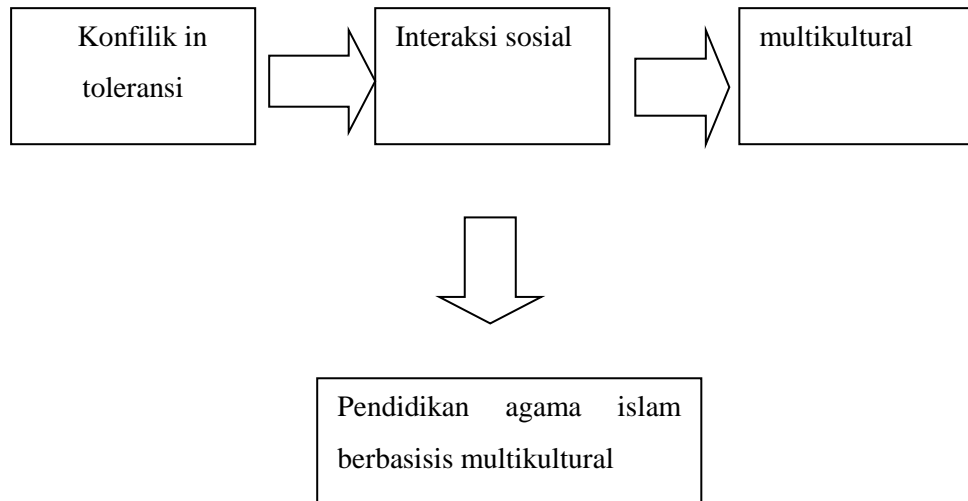 Konfilik in
toleransi
Interaksi sosial
multikultural
Pendidikan agama islam
berbasisis multikultural